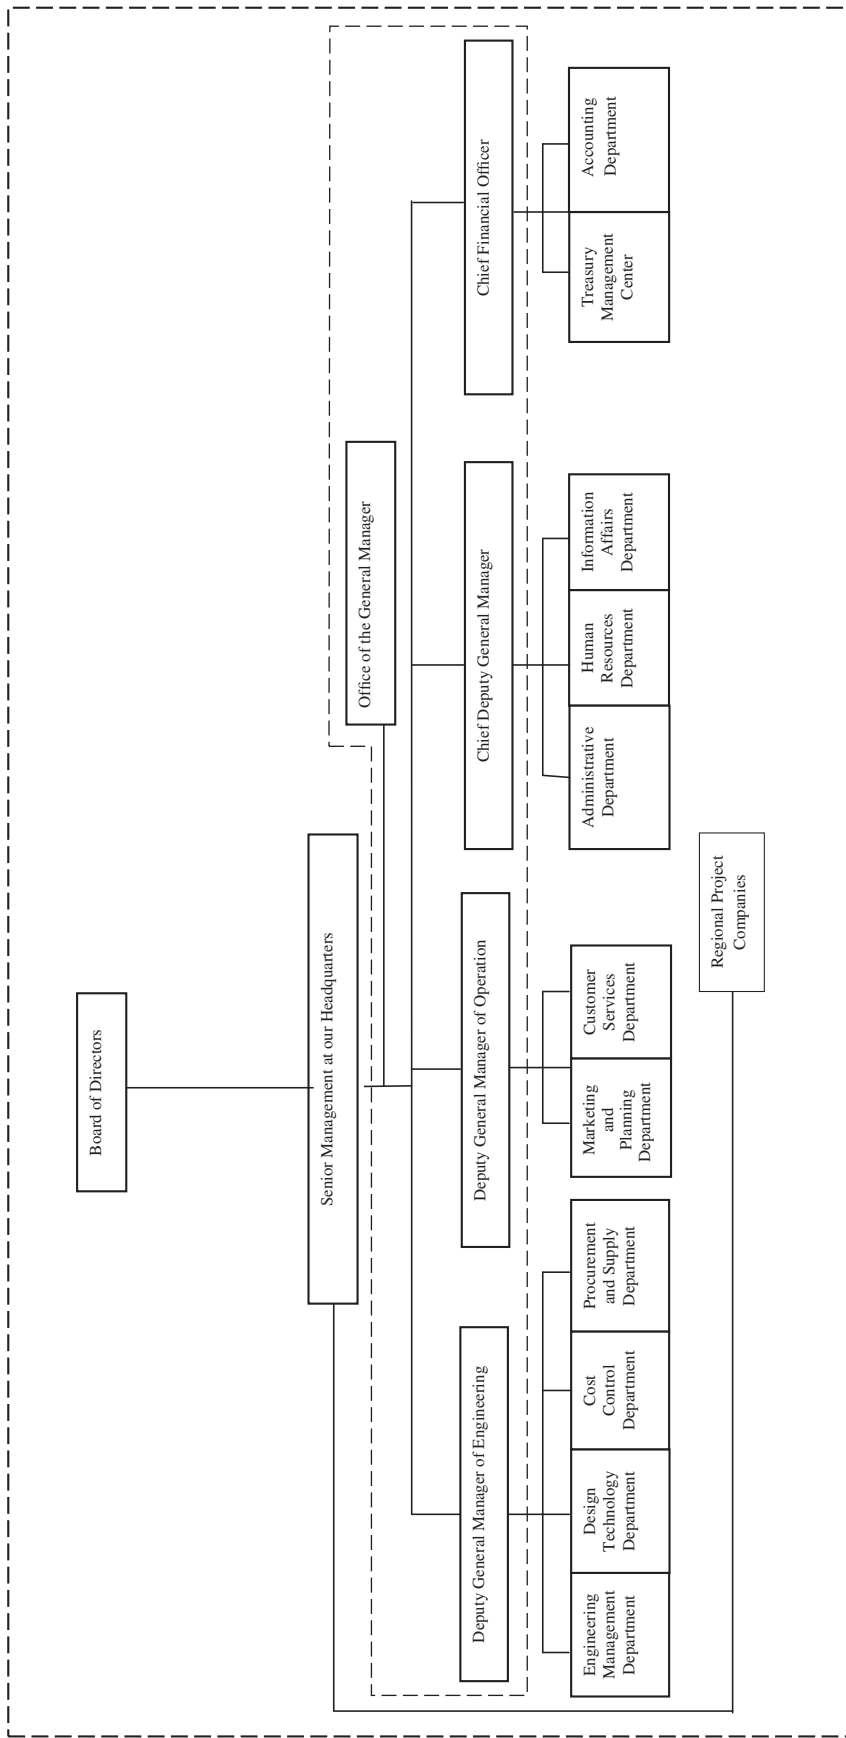 Board of Directors
Senior Management at our Headquarters
Office of the General Manager
Deputy General Manager of Engineering
Deputy General Manager of Operation
Chief Deputy General Manager
Chief Financial Officer
Engineering
Management
Department
Design
Technology
Department
Cost
Control
Department
Procurement
and Supply
Department
Marketing
and
Planning
Department
Customer
Services
Department
Administrative
Department
Human
Resources
Department
Information
Affairs
Department
Treasury
Management
Center
Accounting
Department
Regional Project
Companies